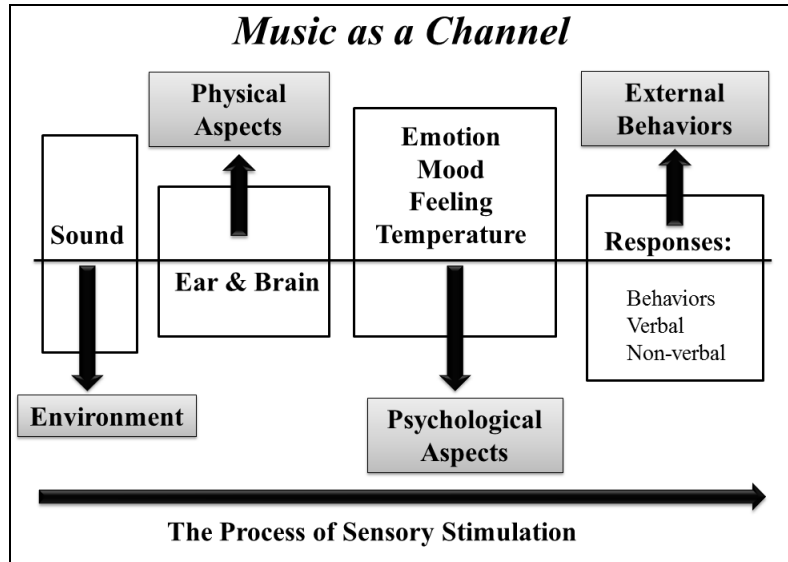 Music as a Channel
Physical
Aspects
External
Behaviors
Emotion
Mood
Feeling
Temperature
Sound
Responses:
Ear & Brain
Behaviors
Verbal
Non-verbal
Environment
Psychological
Aspects
The Process of Sensory Stimulation